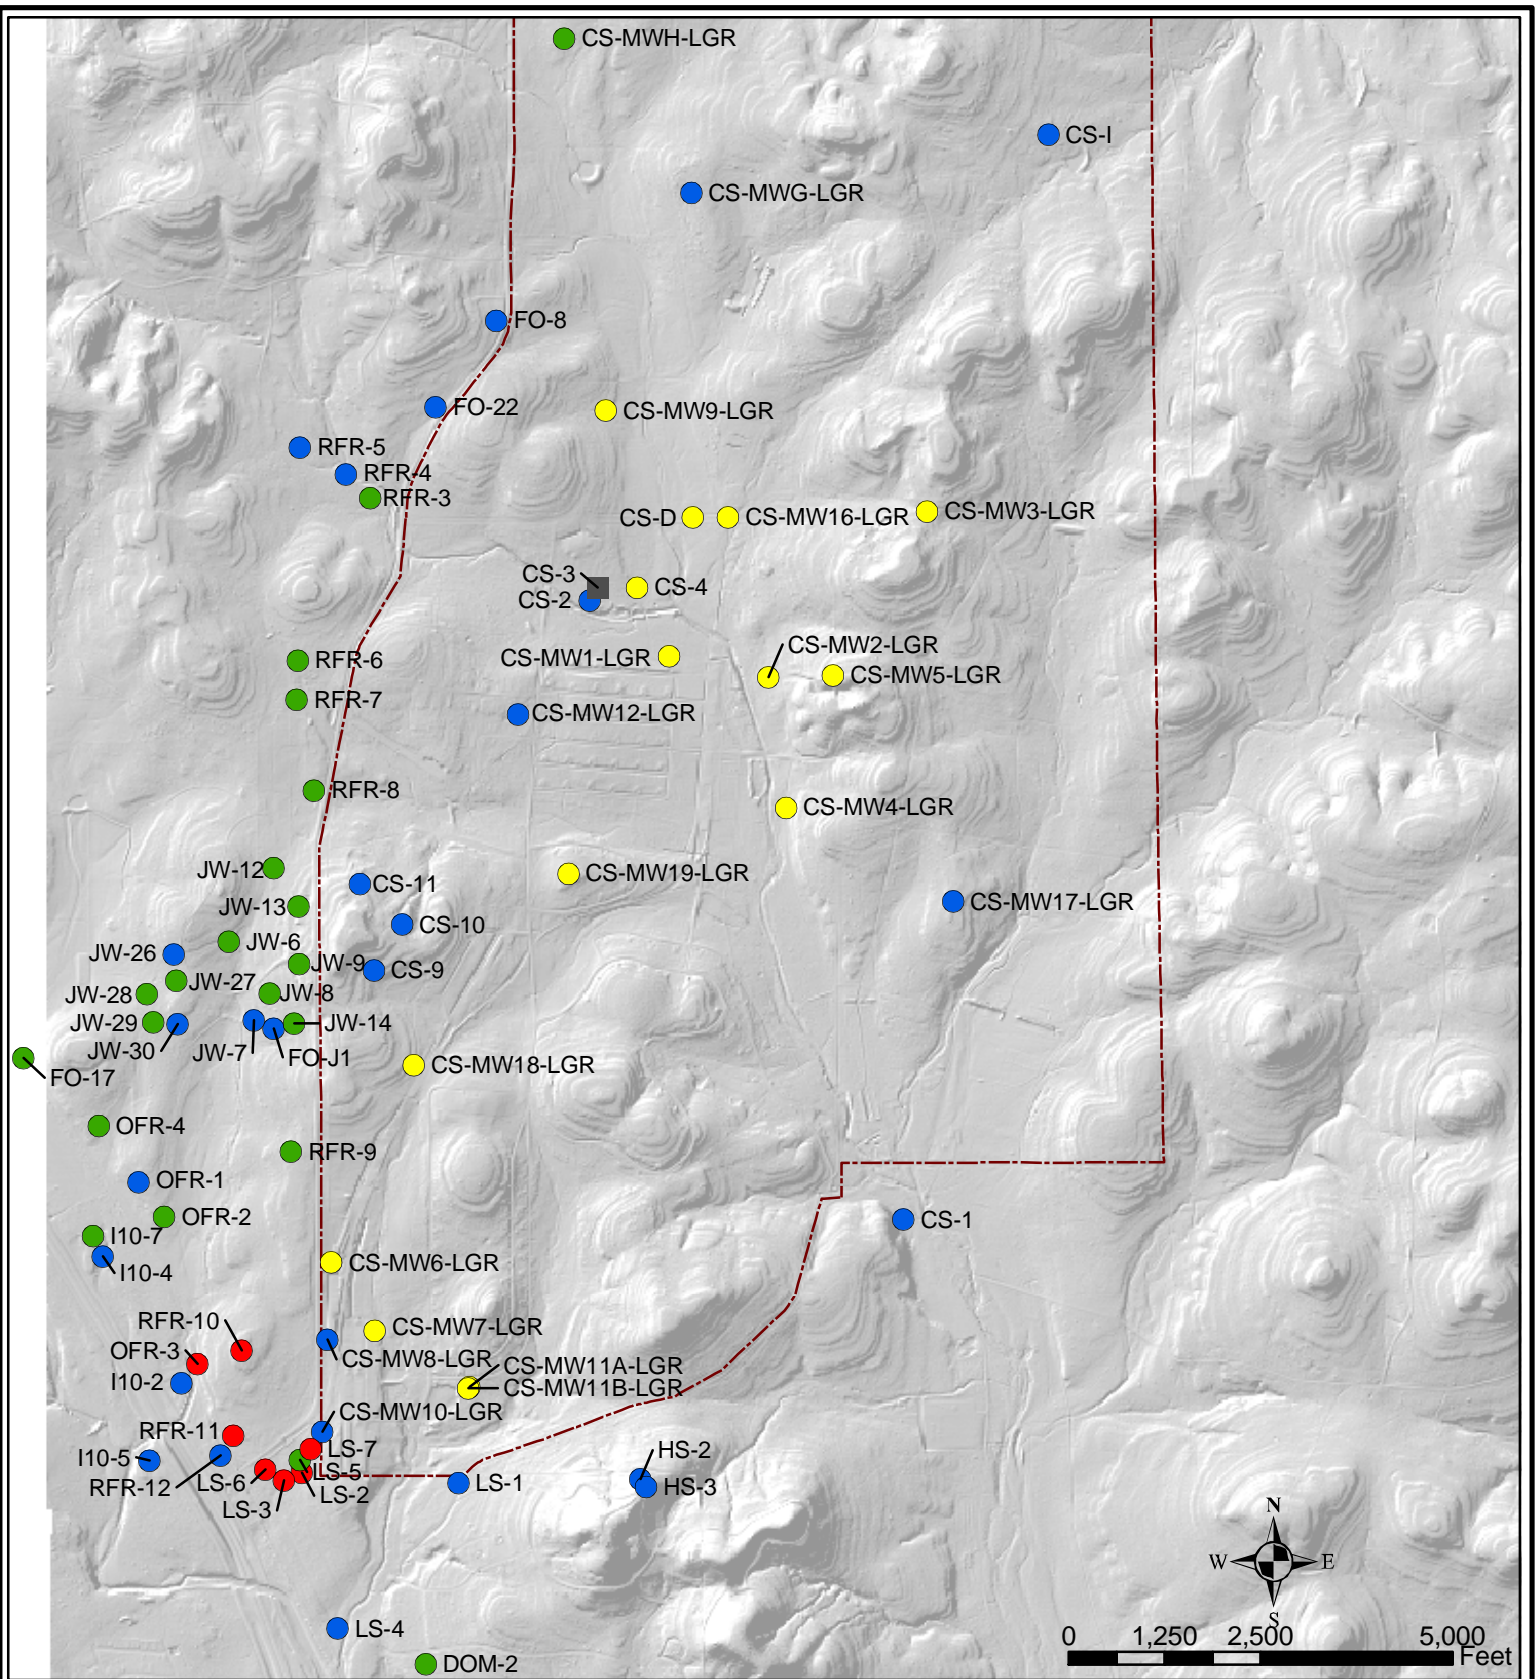 CS-MWH-LGR
CS-I
CS-MWG-LGR
FO-8
FO-22
CS-MW9-LGR
RFR-5
RFR-4
RFR-3
CS-D
CS-MW16-LGR
CS-MW3-LGR
CS-3
CS-4
CS-2
CS-MW2-LGR
CS-MW1-LGR
RFR-6
CS-MW5-LGR
RFR-7
CS-MW12-LGR
RFR-8
CS-MW4-LGR
JW-12
CS-MW19-LGR
CS-11
CS-MW17-LGR
JW-13
CS-10
JW-6
JW-26
JW-9
CS-9
JW-27
JW-28
JW-8
JW-29
JW-14
JW-30
JW-7
FO-J1
CS-MW18-LGR
FO-17
OFR-4
RFR-9
OFR-1
OFR-2
CS-1
I10-7
CS-MW6-LGR
I10-4
RFR-10
CS-MW7-LGR
OFR-3
CS-MW8-LGR
CS-MW11A-LGR
I10-2
CS-MW11B-LGR
CS-MW10-LGR
RFR-11
LS-7
HS-2
I10-5
LS-5
RFR-12
LS-6
LS-1
HS-3
LS-2
LS-3
N
W
E
S
LS-4
0 1,250 2,500 5,000
Feet
DOM-2